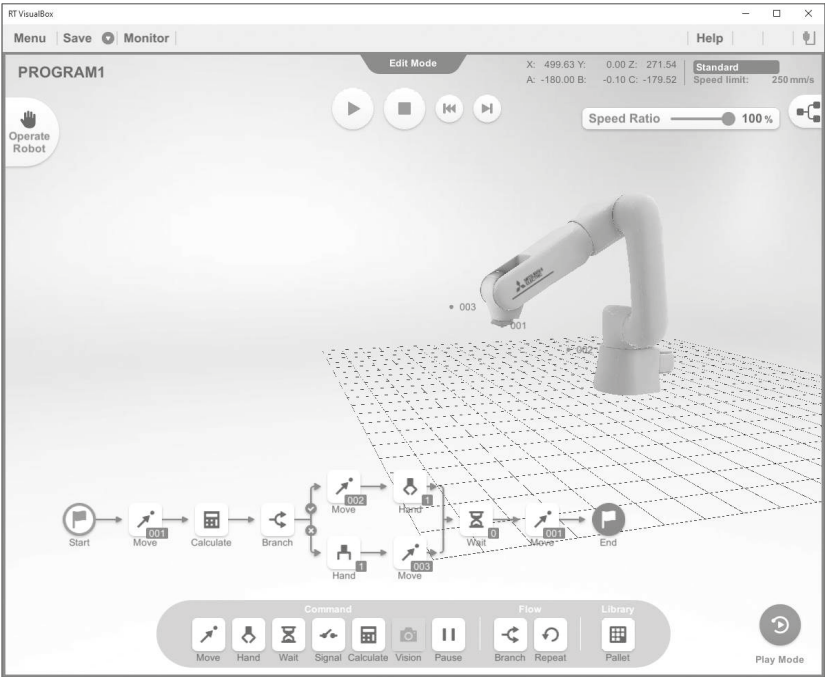 RT VisualBox
Menu Save Monitor Help
Edit Mode
PROGRAM1
X: 499.63 Y: 0.00 Z: 271.54
A: -180.00 B: -0.10 C: -179.52
Standard
Speed limit: 250 mm/s
Operate
Robot
Speed Ratio 100 %
003
001
002
002 1
Move Hand
001 0 001
Start Move Calculate Branch Wait Move End
1 003
Hand Move
Command Flow Library
Move Hand Wait Signal Calculate Vision Pause Branch Repeat Pallet
Play Mode